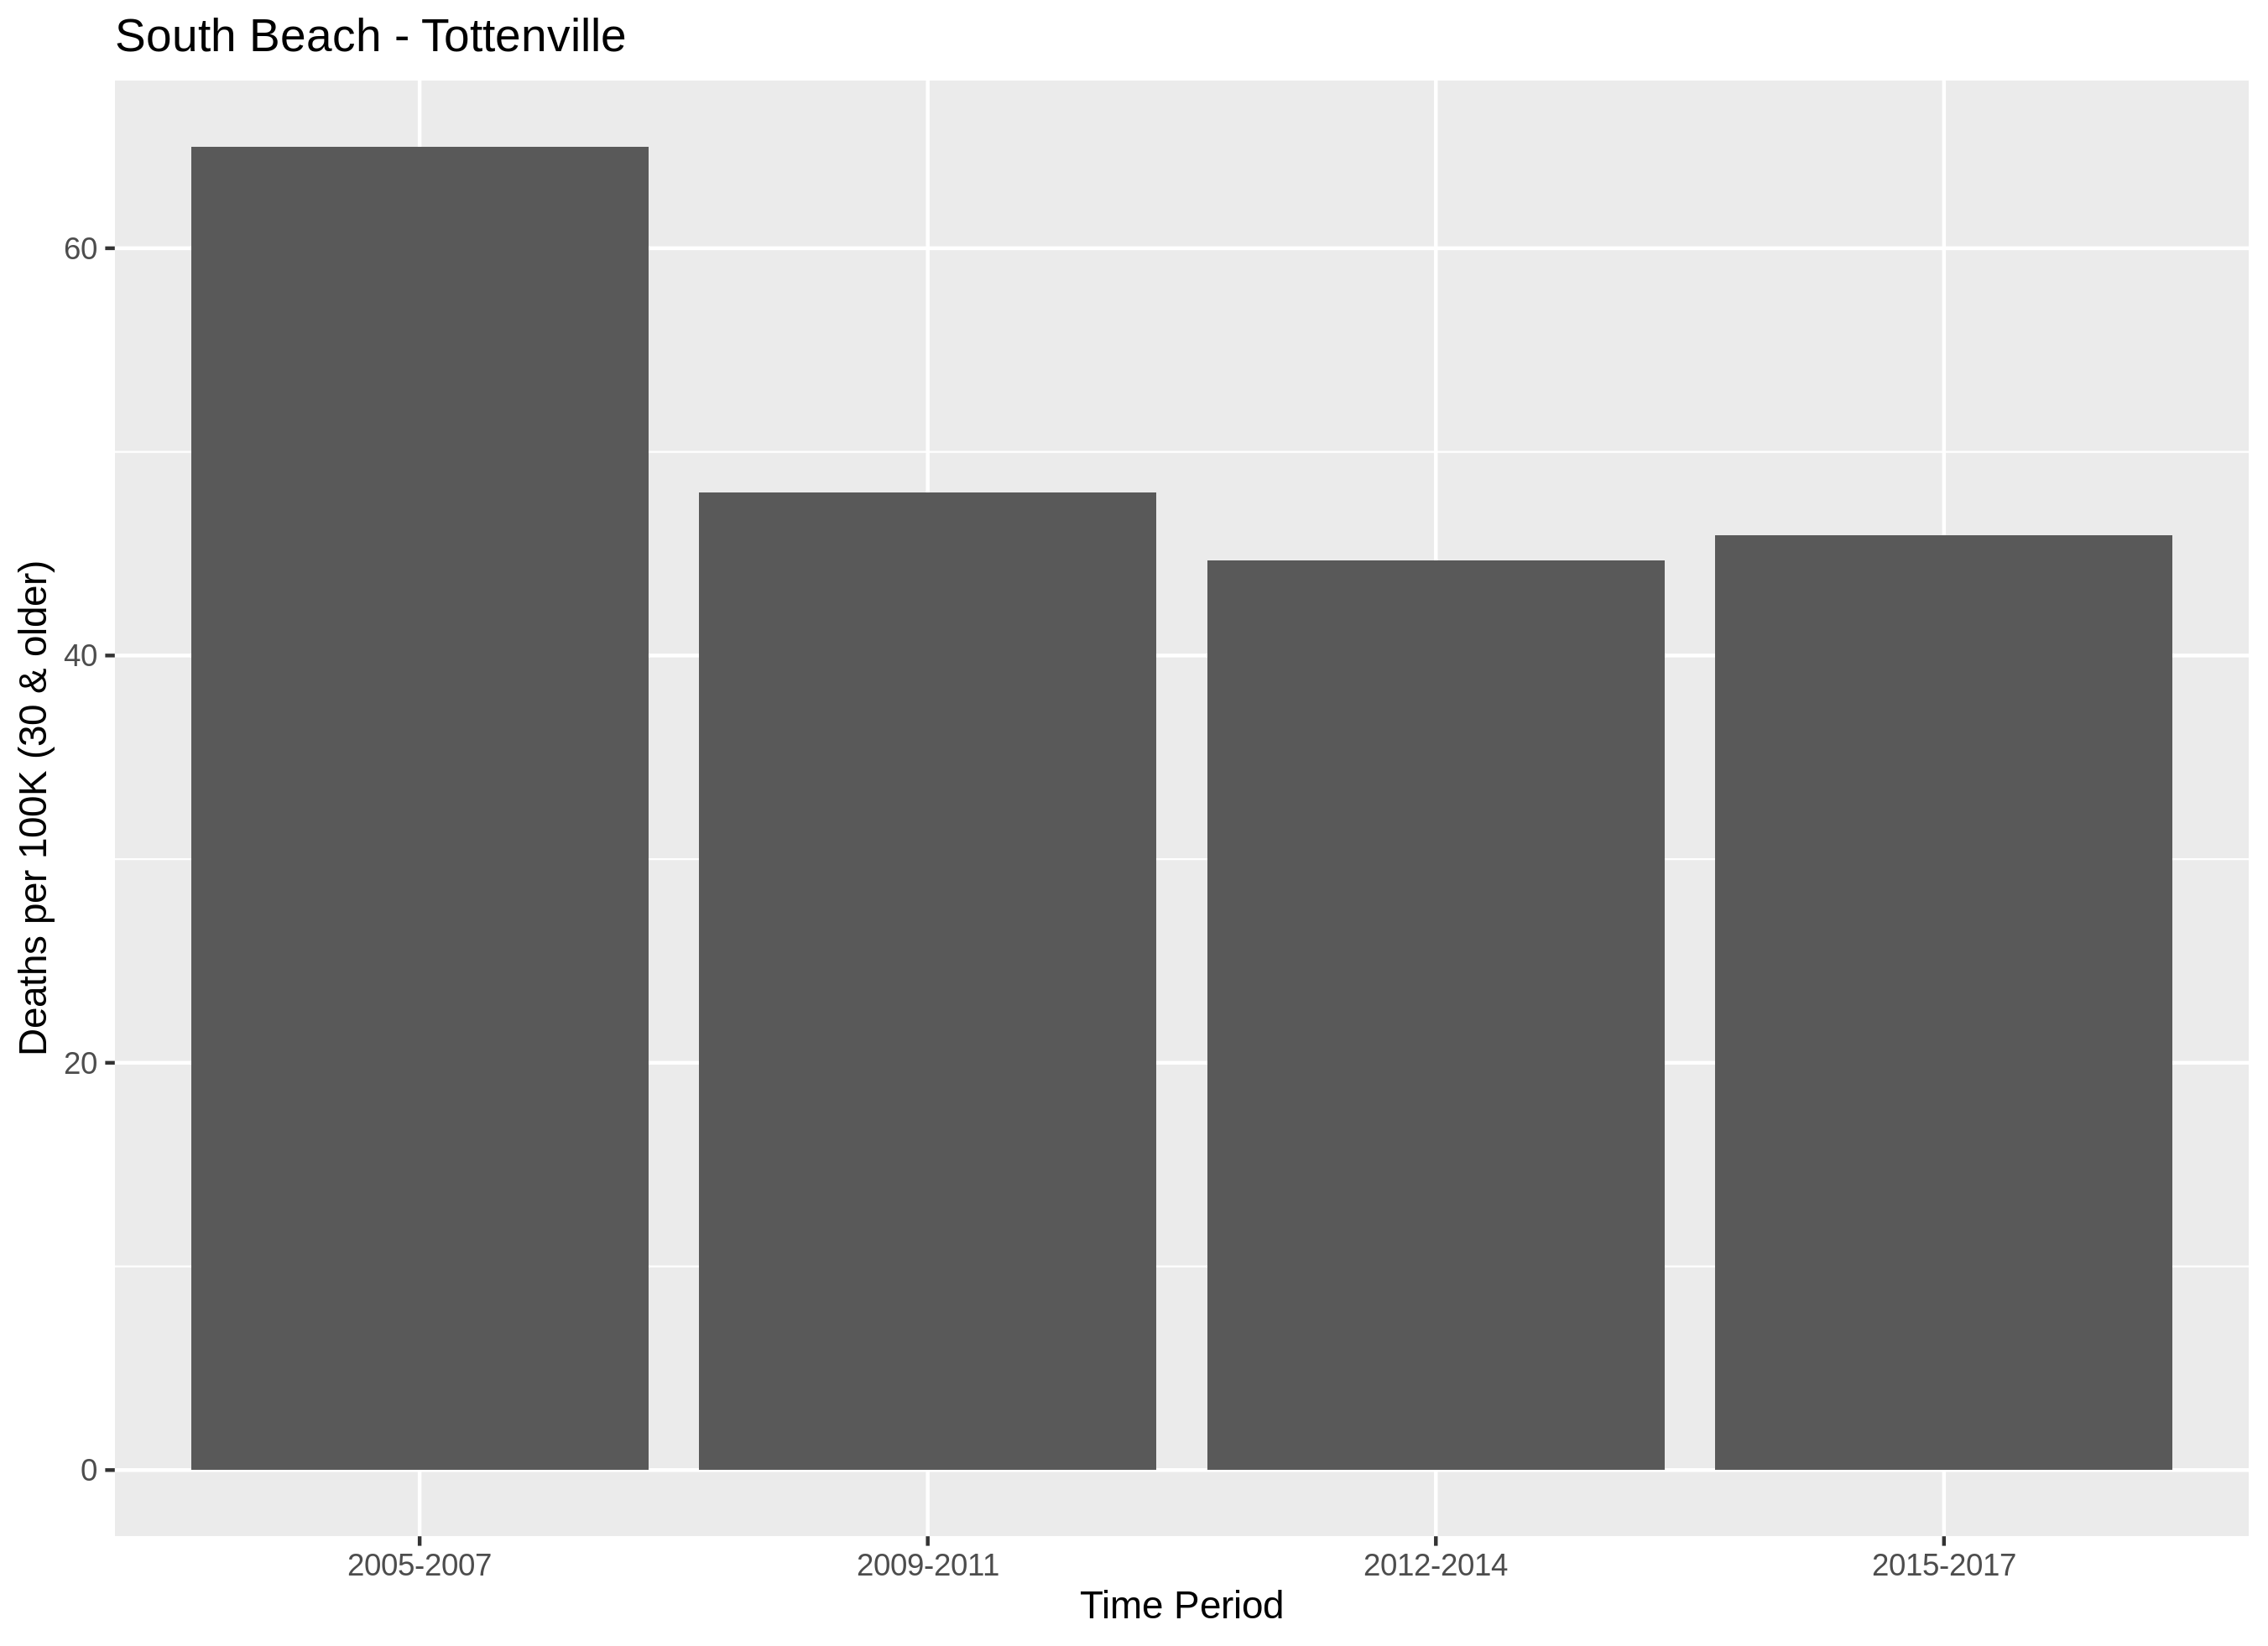 South Beach - Tottenville
Deaths per 100K (30 & older)
60
40
20
0
2005-2007
2009-2011
2012-2014
2015-2017
Time Period